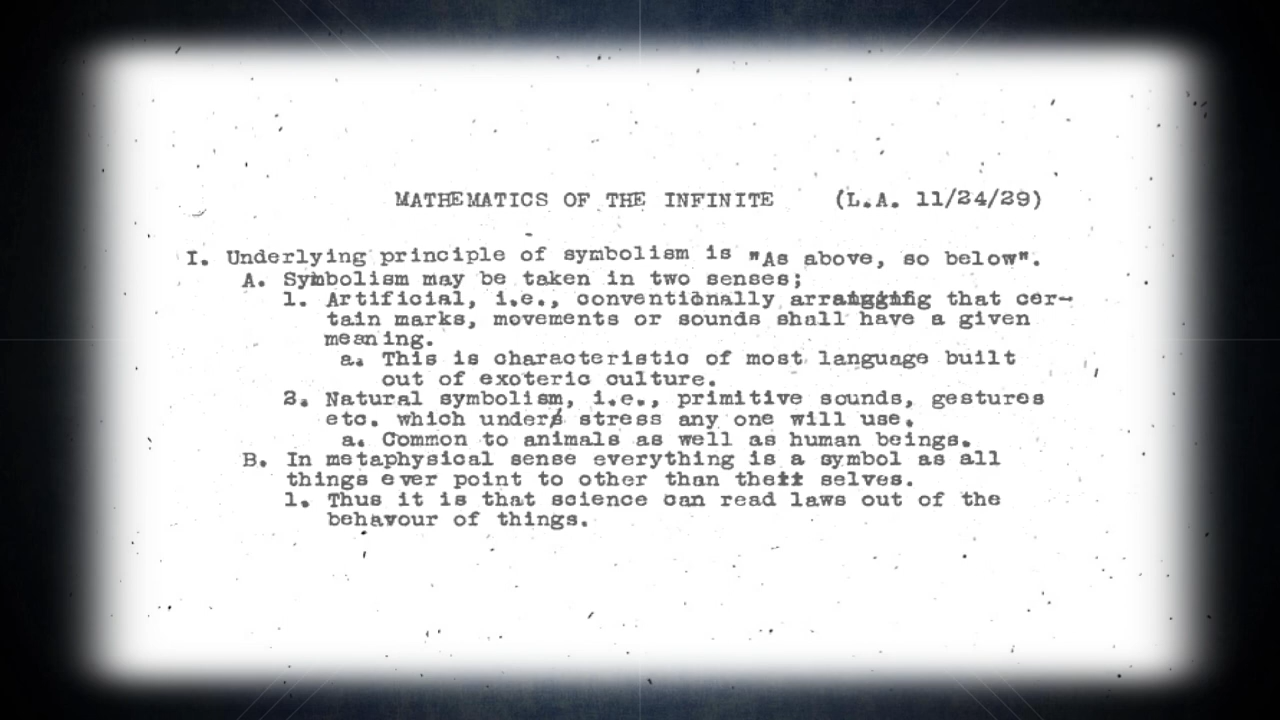 MATHEMATICS OF THE INFINITE (L.A. 11/24/29)
I. Underlying principle of symbolism is "As above, so below".
A. Symbolism may be taken in two senses;
1. Artificial, i.e., conventionally arranging that cer-
tain marks, movements or sounds shall have a given
meaning.
a. This is characteristic of most language built
out of exoteric culture.
2. Natural symbolism, i.e., primitive sounds, gestures
etc. which under stress any one will use.
a. Common to animals as well as human beings.
B. In metaphysical sense everything is a symbol as all
things ever point to other than their selves.
1. Thus it is that science can read laws out of the
behavour of things.